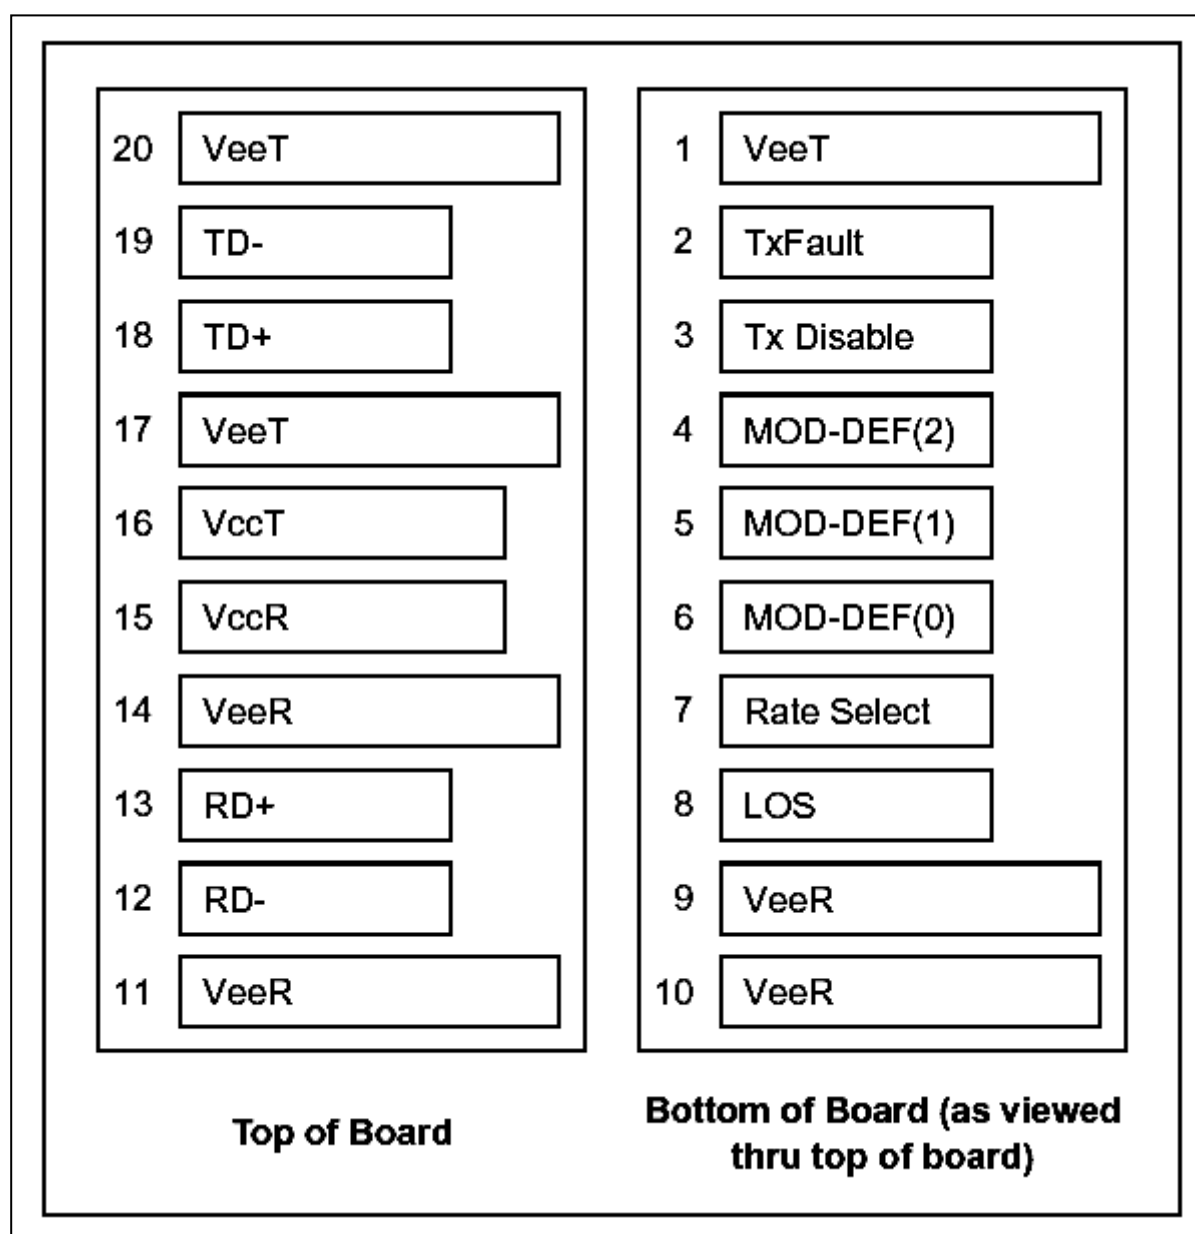 20 VeeT
19 TD-
18 TD+
17 VeeT
16 VccT
15 VccR
14 VeeR
13 RD+
12 RD-
11 VeeR
Top of Board
1 VeeT
2 TxFault
3 Tx Disable
4 MOD-DEF(2)
5 MOD-DEF(1)
6 MOD-DEF(0)
7 Rate Select
8 LOS
9 VeeR
10 VeeR
Bottom of Board (as viewed
thru top of board)